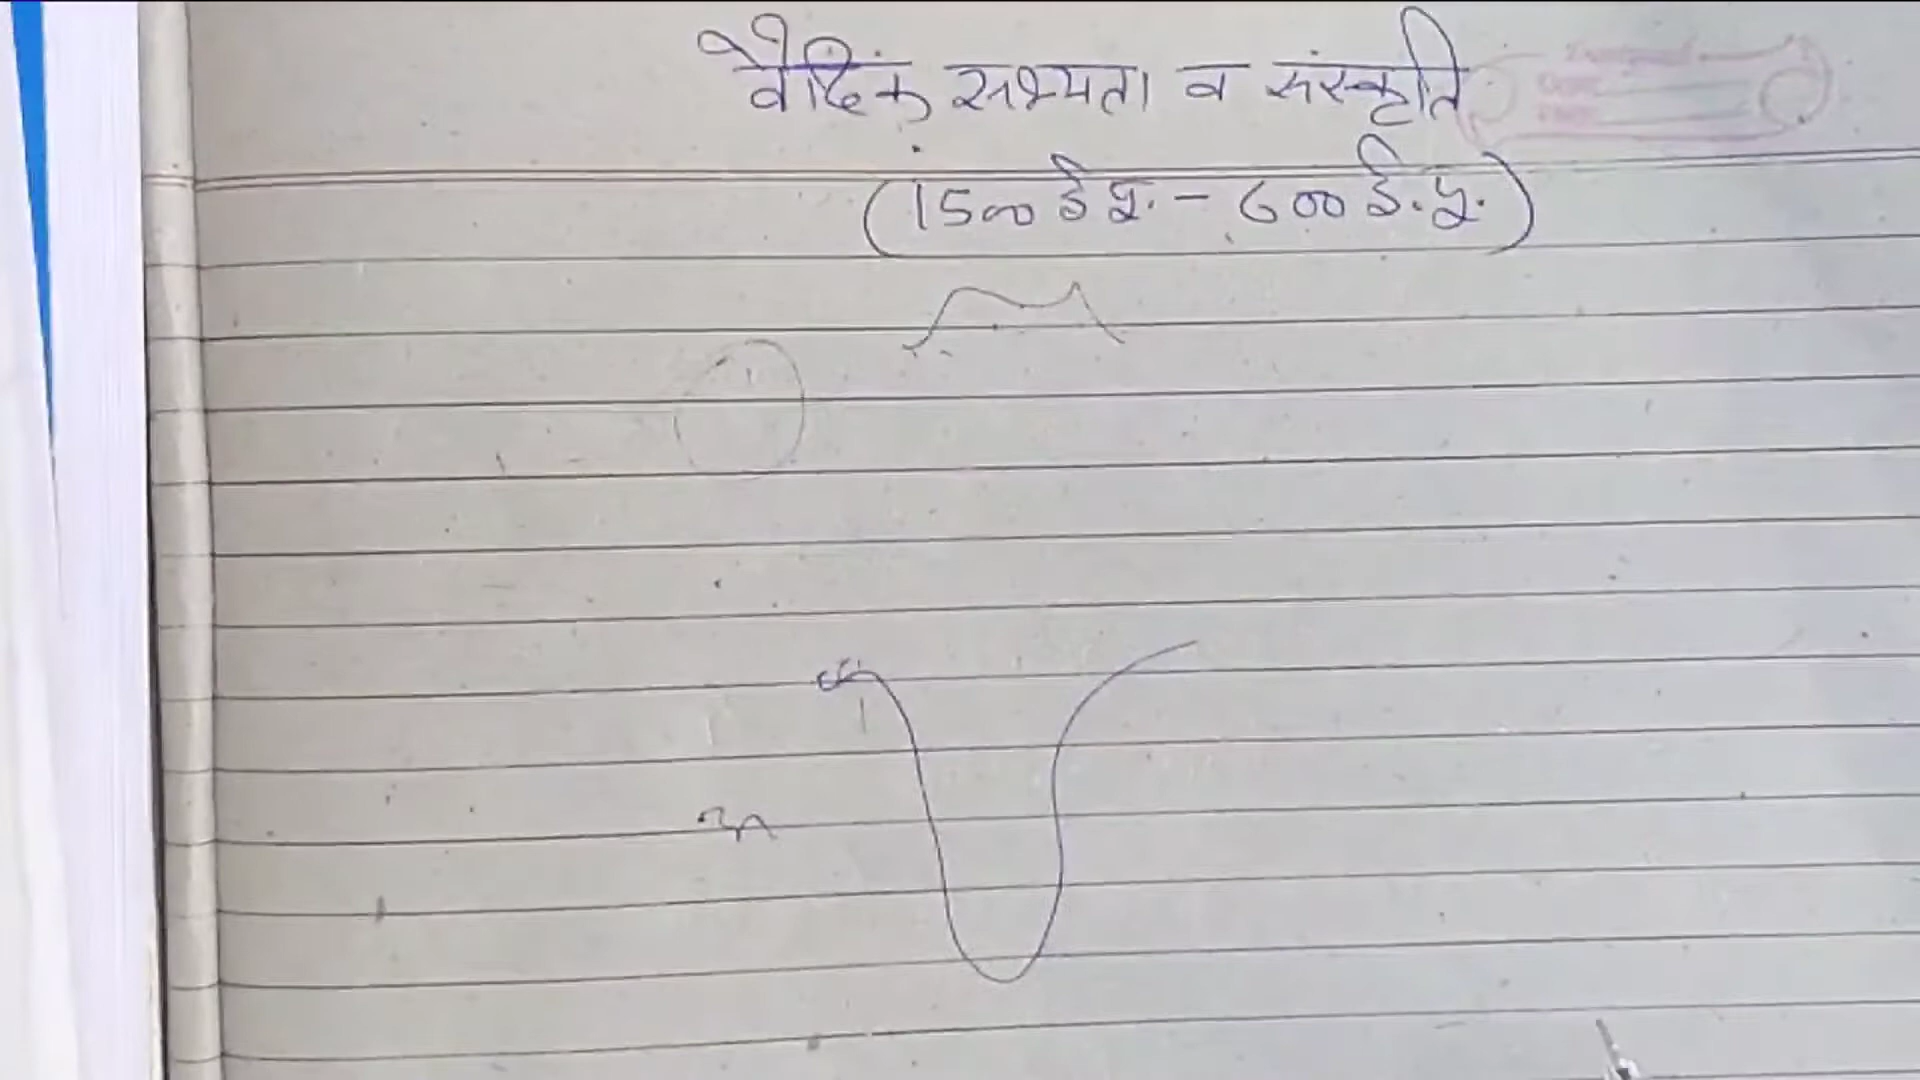 वैदिक सभ्यता व संस्कृति
(1500 ई पू. - 600 ई. पू.)